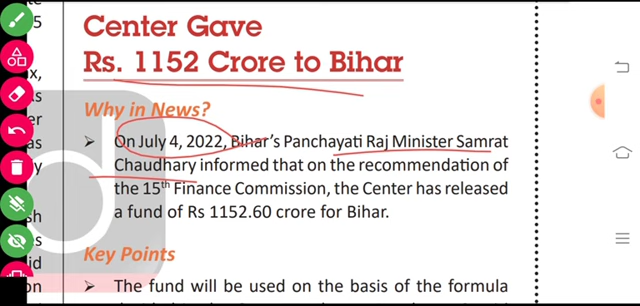 Center Gave
Rs. 1152 Crore to Bihar
Why in News?
➤ On July 4, 2022, Bihar's Panchayati Raj Minister Samrat
Chaudhary informed that on the recommendation of
the 15th Finance Commission, the Center has released
a fund of Rs 1152.60 crore for Bihar.
Key Points
➤ The fund will be used on the basis of the formula